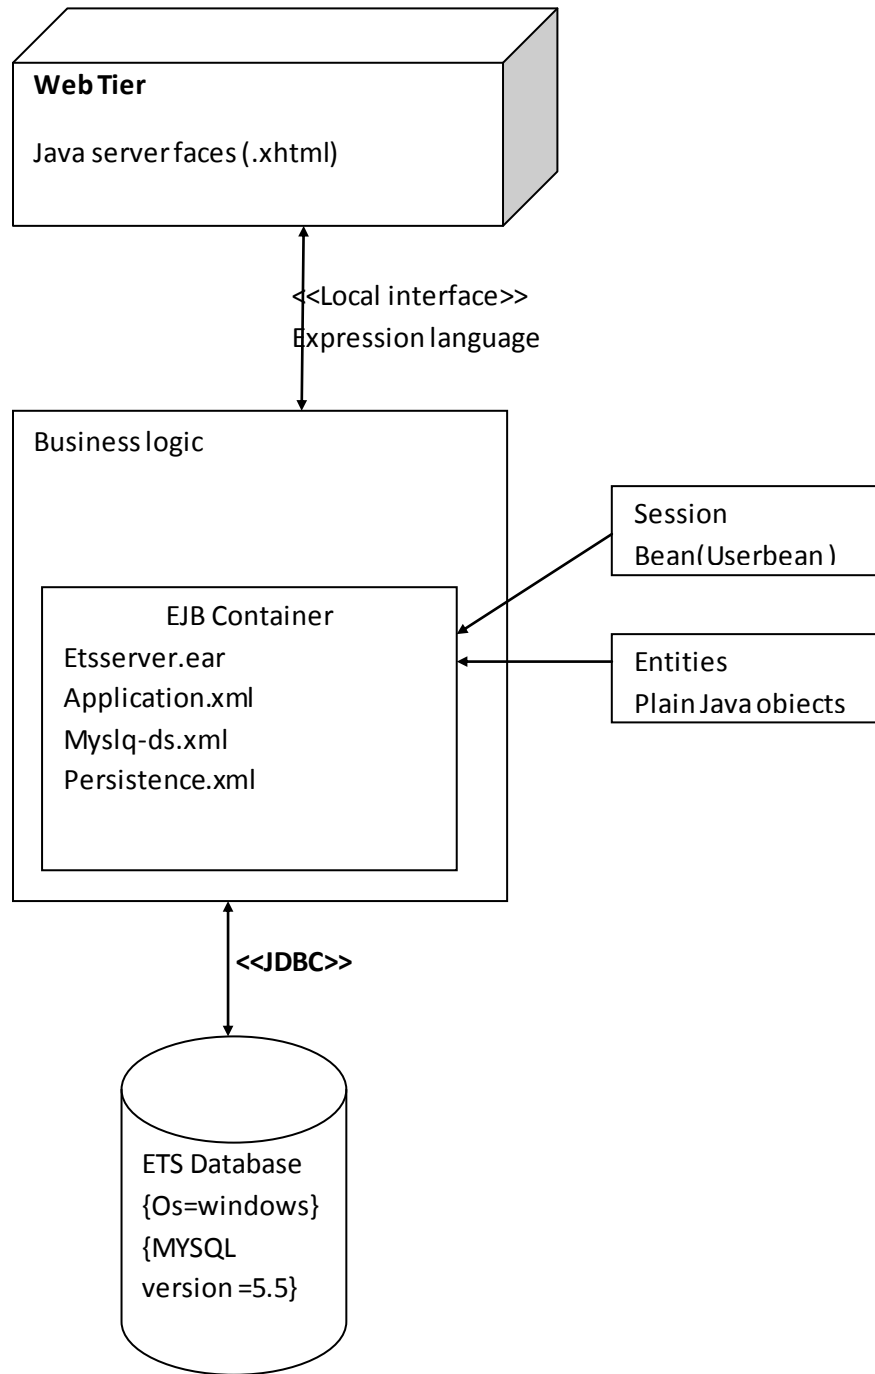 Web Tier
Java server faces (.xhtml)
<<Local interface>>
Expression language
Business logic
EJB Container
Etsserver.ear
Application.xml
Myslq-ds.xml
Persistence.xml
Session
Bean(Userbean )
Entities
Plain Java objects
<<JDBC>>
ETS Database
{Os=windows}
{MYSQL
version =5.5}